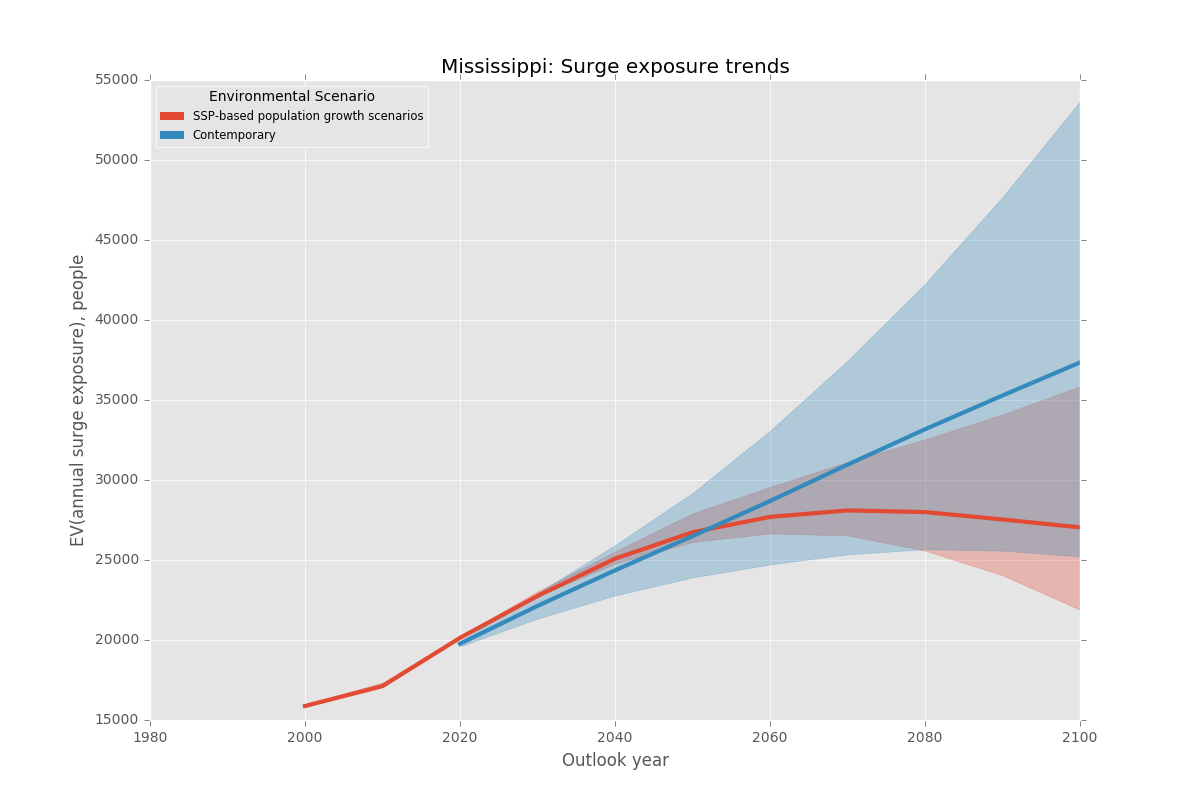 Mississippi: Surge exposure trends
Environmental Scenario
SSP-based population growth scenarios
Contemporary
EV(annual surge exposure), people
55000
50000
45000
40000
35000
30000
25000
20000
15000
1980 2000 2020 2040 2060 2080 2100
Outlook year